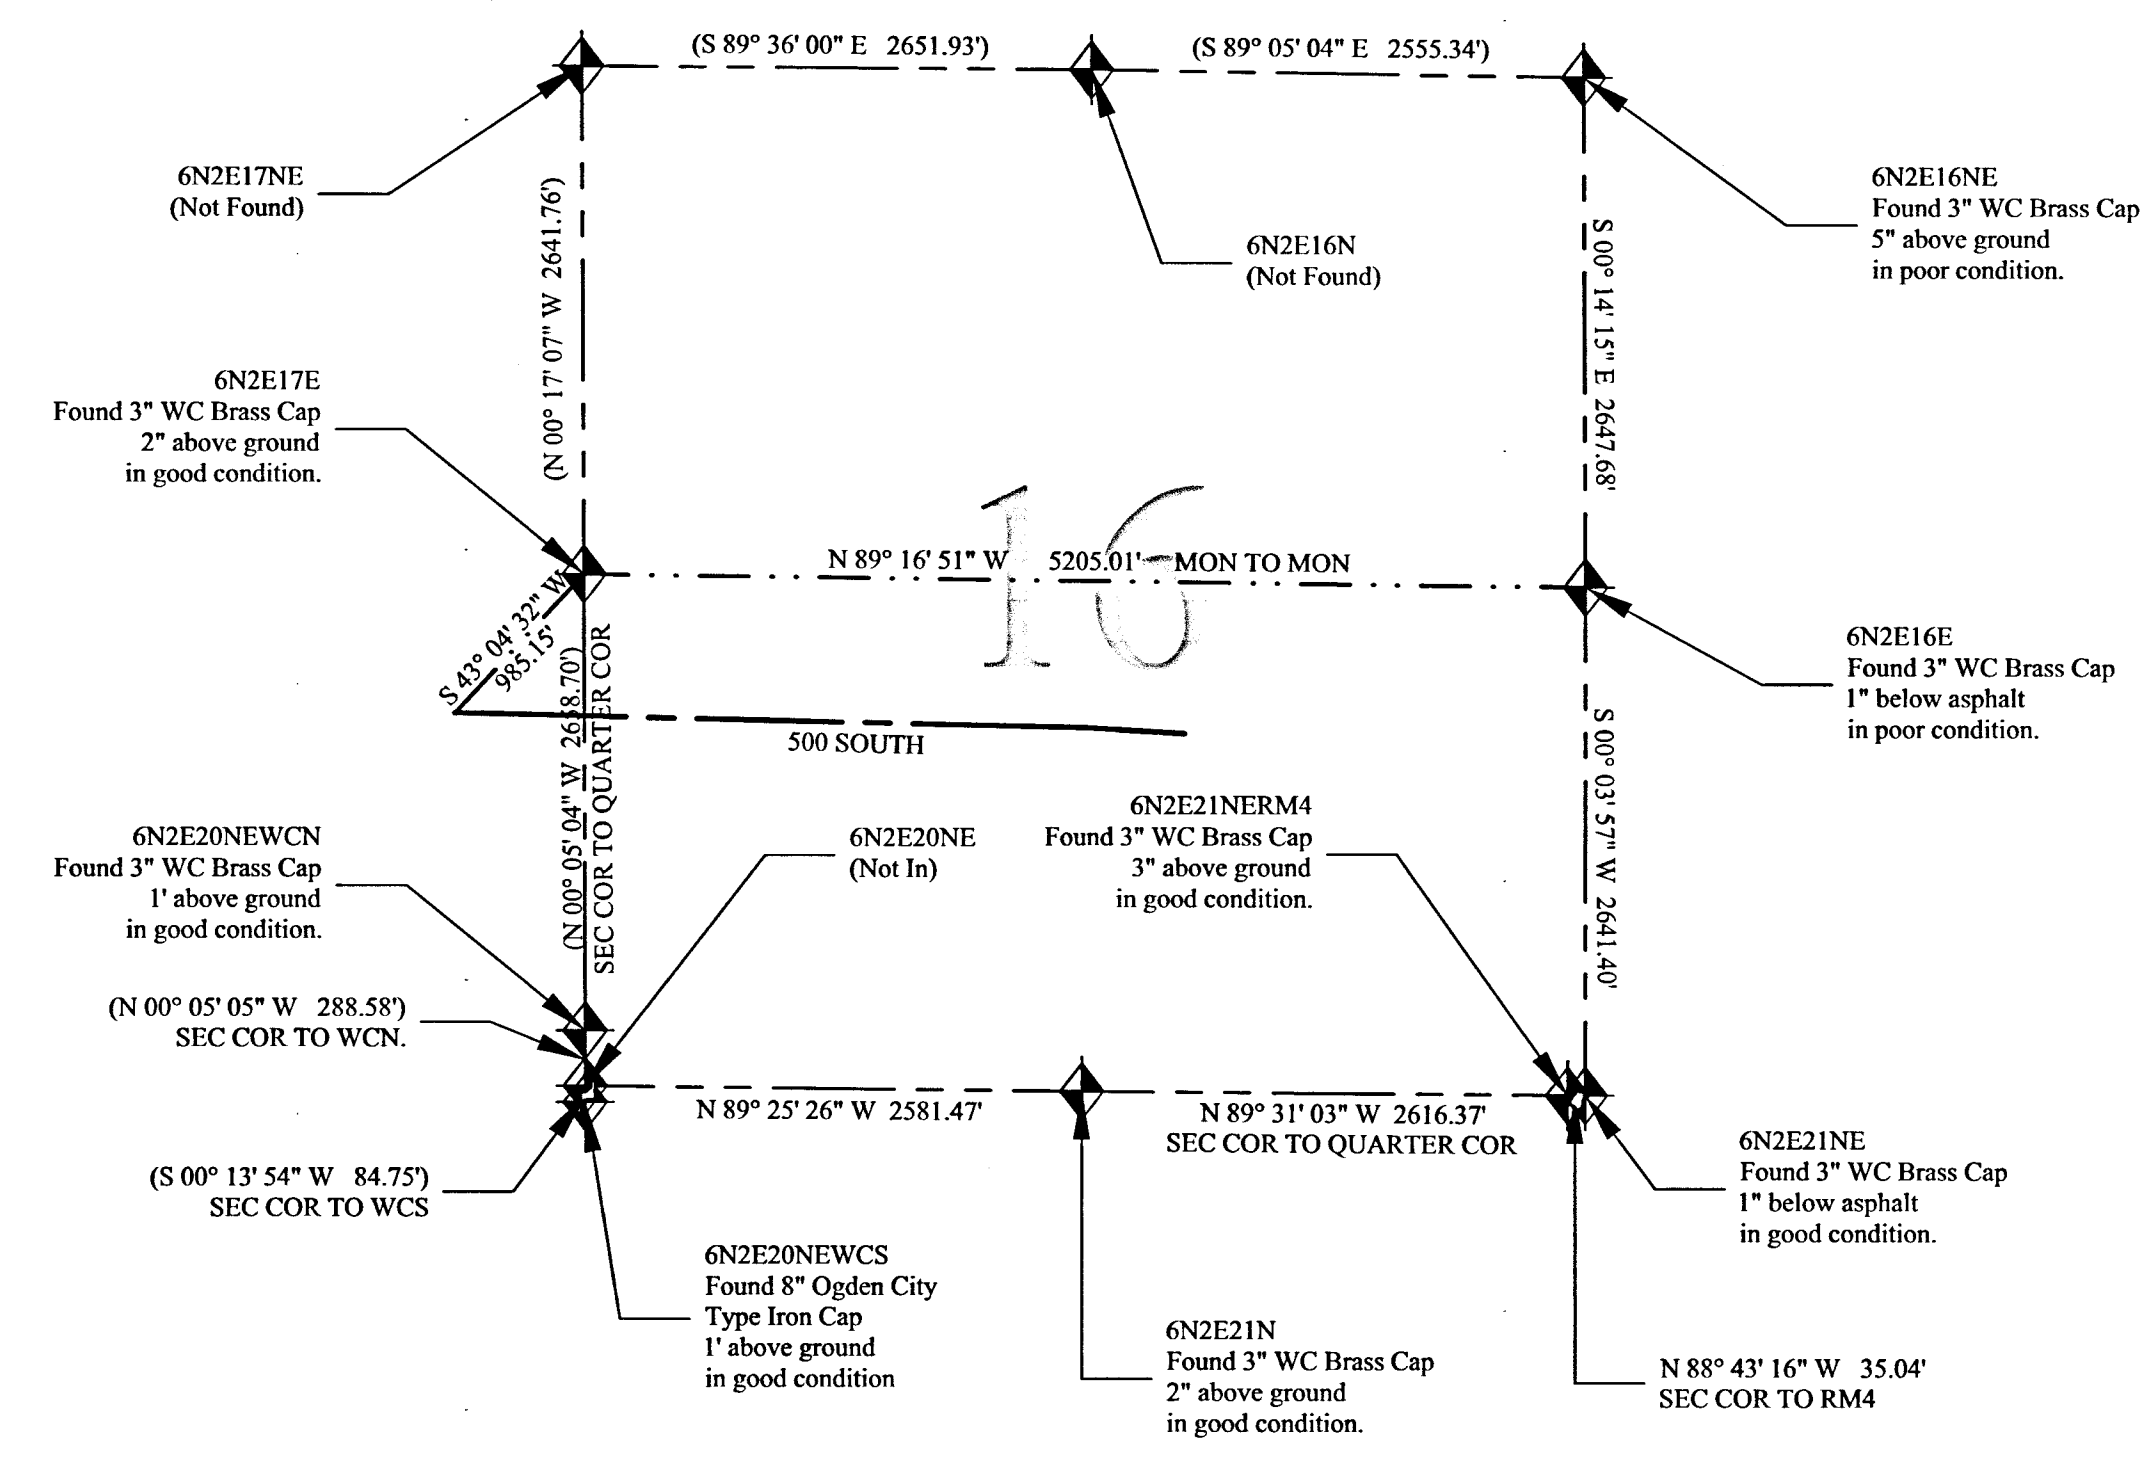 (S 89° 36' 00" E 2651.93')
(S 89° 05' 04" E 2555.34')
6N2E17NE
(Not Found)
6N2E16N
(Not Found)
6N2E16NE
Found 3" WC Brass Cap
5" above ground
in poor condition.
(N 00° 17' 07" W 2641.76')
S 00° 14' 15" E 2647.68'
6N2E17E
Found 3" WC Brass Cap
2" above ground
in good condition.
16
N 89° 16' 51" W 5205.01' MON TO MON
S 43° 04' 32" W
985.15'
6N2E16E
Found 3" WC Brass Cap
1" below asphalt
in poor condition.
500 SOUTH
(N 00° 05' 04" W 2638.70')
SEC COR TO QUARTER COR
S 00° 03' 57" W 2641.40'
6N2E20NEWCN
Found 3" WC Brass Cap
1' above ground
in good condition.
6N2E20NE
(Not In)
6N2E21NERM4
Found 3" WC Brass Cap
3" above ground
in good condition.
(N 00° 05' 05" W 288.58')
SEC COR TO WCN.
N 89° 25' 26" W 2581.47'
N 89° 31' 03" W 2616.37'
SEC COR TO QUARTER COR
(S 00° 13' 54" W 84.75')
SEC COR TO WCS
6N2E21NE
Found 3" WC Brass Cap
1" below asphalt
in good condition.
6N2E20NEWCS
Found 8" Ogden City
Type Iron Cap
1' above ground
in good condition
6N2E21N
Found 3" WC Brass Cap
2" above ground
in good condition.
N 88° 43' 16" W 35.04'
SEC COR TO RM4